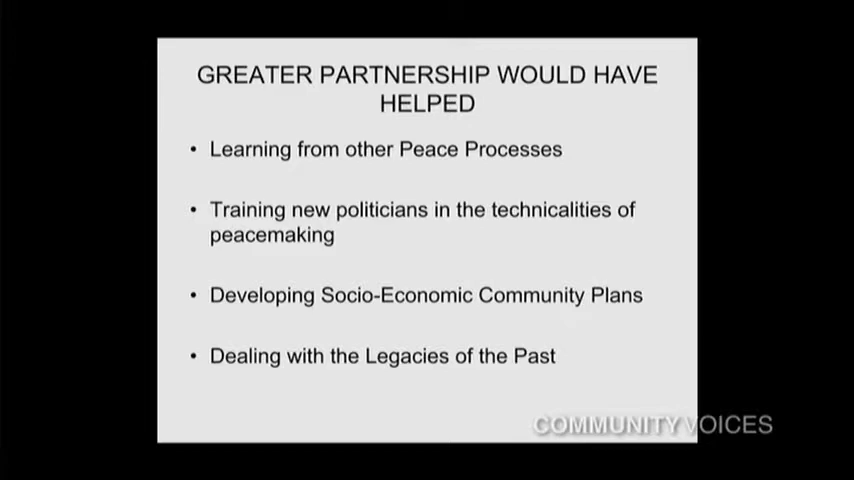 GREATER PARTNERSHIP WOULD HAVE
HELPED
• Learning from other Peace Processes
• Training new politicians in the technicalities of
peacemaking
• Developing Socio-Economic Community Plans
• Dealing with the Legacies of the Past
COMMUNITY VOICES